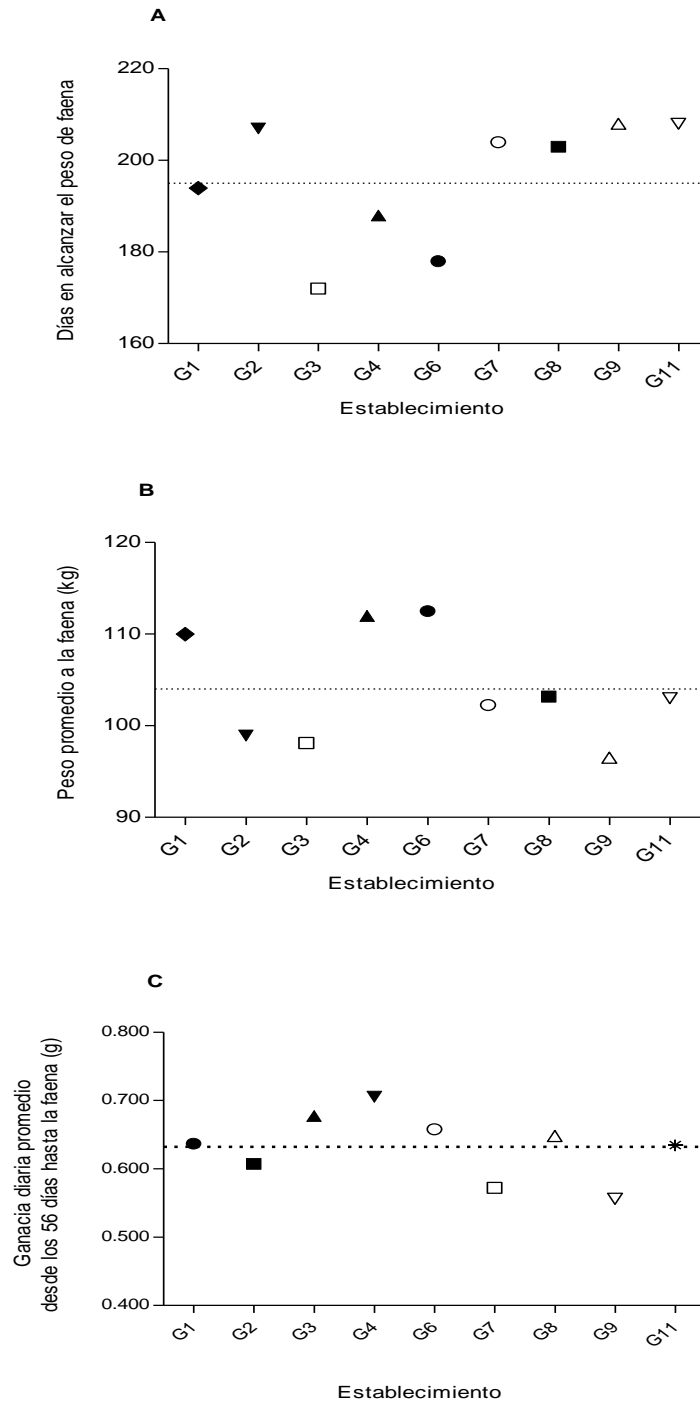 A
Días en alcanzar el peso de faena
220
200
180
160
G1 G2 G3 G4 G6 G7 G8 G9 G11
Establecimiento
B
Peso promedio a la faena (kg)
120
110
100
90
G1 G2 G3 G4 G6 G7 G8 G9 G11
Establecimiento
C
Ganacia diaria promedio
desde los 56 días hasta la faena (g)
0.800
0.700
0.600
0.500
0.400
G1 G2 G3 G4 G6 G7 G8 G9 G11
Establecimiento